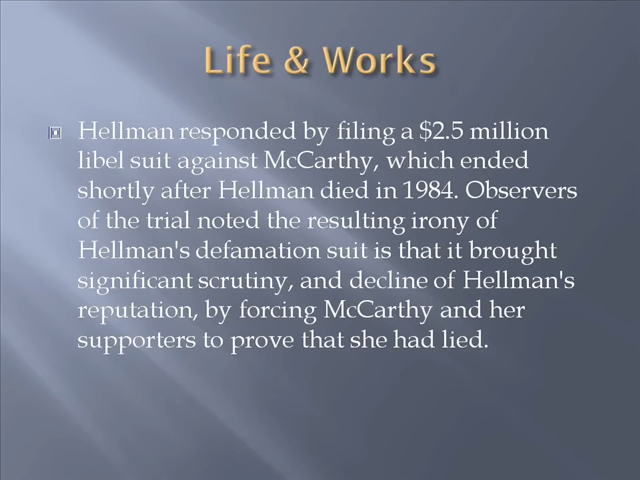 Life & Works
Hellman responded by filing a $2.5 million
libel suit against McCarthy, which ended
shortly after Hellman died in 1984. Observers
of the trial noted the resulting irony of
Hellman's defamation suit is that it brought
significant scrutiny, and decline of Hellman's
reputation, by forcing McCarthy and her
supporters to prove that she had lied.